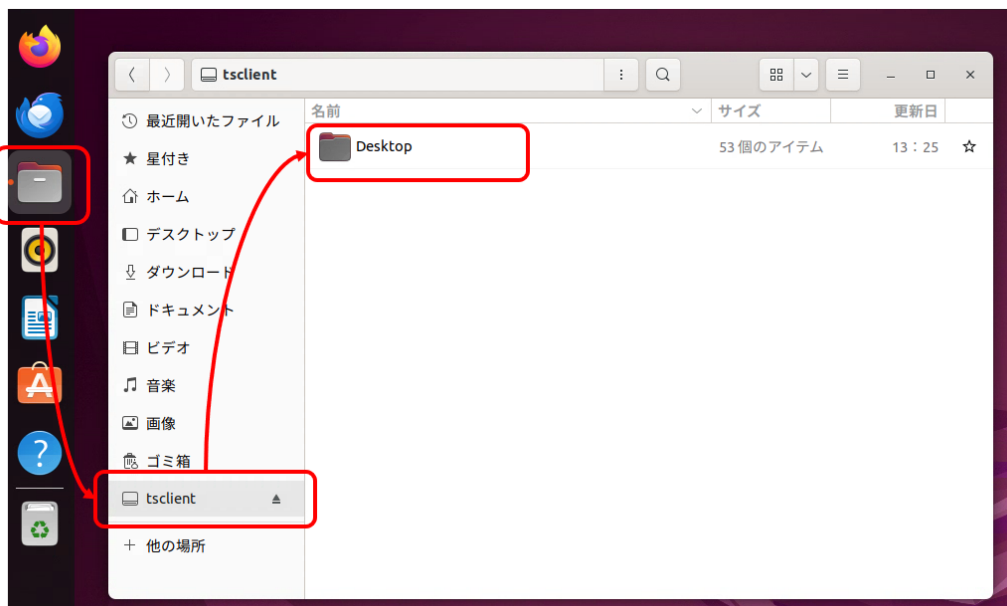 tsclient
最近開いたファイル
星付き
ホーム
デスクトップ
ダウンロード
ドキュメント
ビデオ
音楽
画像
ゴミ箱
tsclient
他の場所
名前 サイズ 更新日
Desktop 53 個のアイテム 13：25